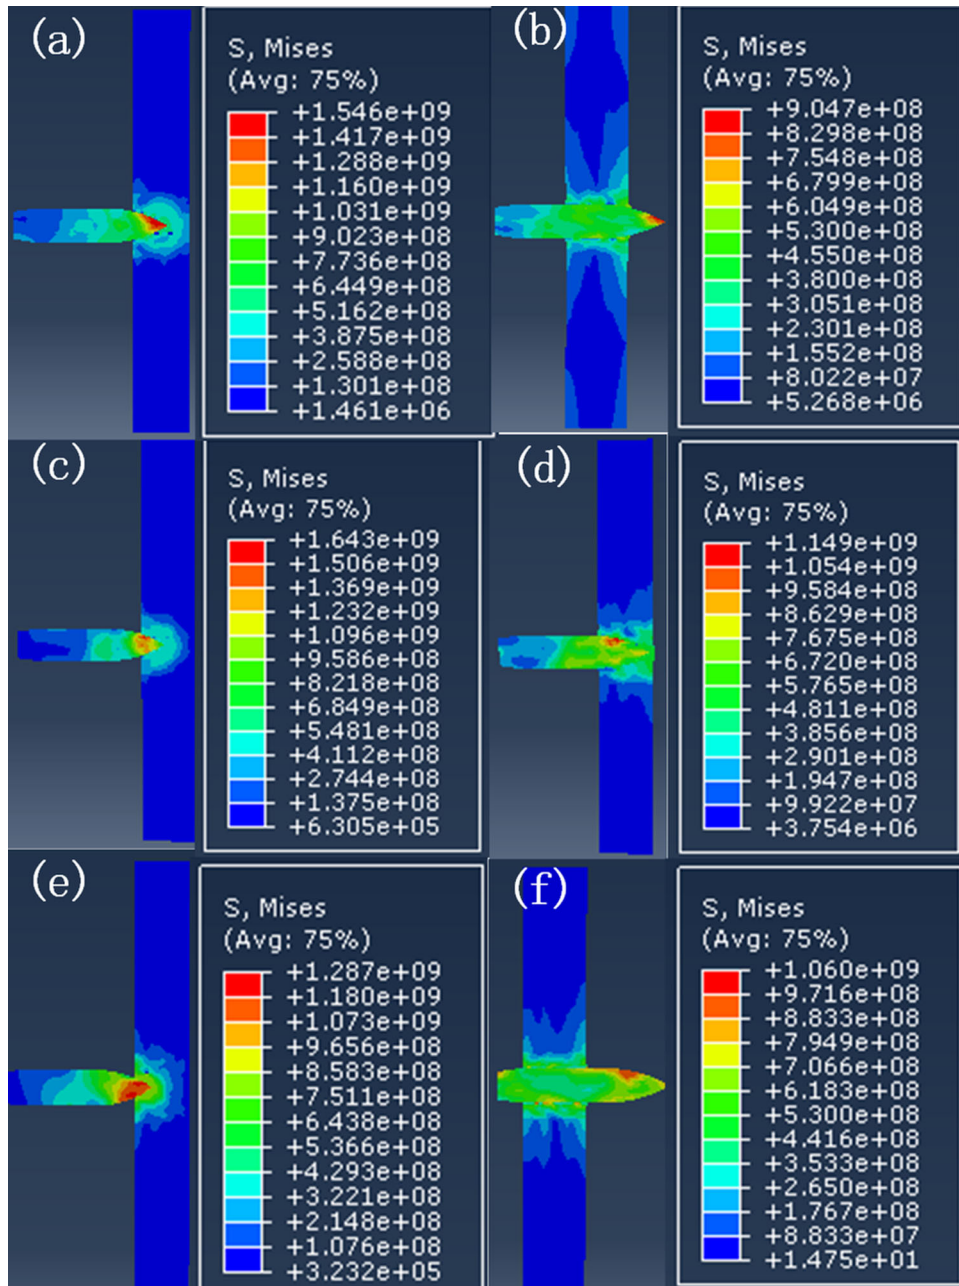 (a)
S, Mises
(Avg: 75%)
+1.546e+09
+1.417e+09
+1.288e+09
+1.160e+09
+1.031e+09
+9.023e+08
+7.736e+08
+6.449e+08
+5.162e+08
+3.875e+08
+2.588e+08
+1.301e+08
+1.461e+06
(b)
S, Mises
(Avg: 75%)
+9.047e+08
+8.298e+08
+7.548e+08
+6.799e+08
+6.049e+08
+5.300e+08
+4.550e+08
+3.800e+08
+3.051e+08
+2.301e+08
+1.552e+08
+8.022e+07
+5.268e+06
(c)
S, Mises
(Avg: 75%)
+1.643e+09
+1.506e+09
+1.369e+09
+1.232e+09
+1.096e+09
+9.586e+08
+8.218e+08
+6.849e+08
+5.481e+08
+4.112e+08
+2.744e+08
+1.375e+08
+6.305e+05
(d)
S, Mises
(Avg: 75%)
+1.149e+09
+1.054e+09
+9.584e+08
+8.629e+08
+7.675e+08
+6.720e+08
+5.765e+08
+4.811e+08
+3.856e+08
+2.901e+08
+1.947e+08
+9.922e+07
+3.754e+06
(e)
S, Mises
(Avg: 75%)
+1.287e+09
+1.180e+09
+1.073e+09
+9.656e+08
+8.583e+08
+7.511e+08
+6.438e+08
+5.366e+08
+4.293e+08
+3.221e+08
+2.148e+08
+1.076e+08
+3.232e+05
(f)
S, Mises
(Avg: 75%)
+1.060e+09
+9.716e+08
+8.833e+08
+7.949e+08
+7.066e+08
+6.183e+08
+5.300e+08
+4.416e+08
+3.533e+08
+2.650e+08
+1.767e+08
+8.833e+07
+1.475e+01